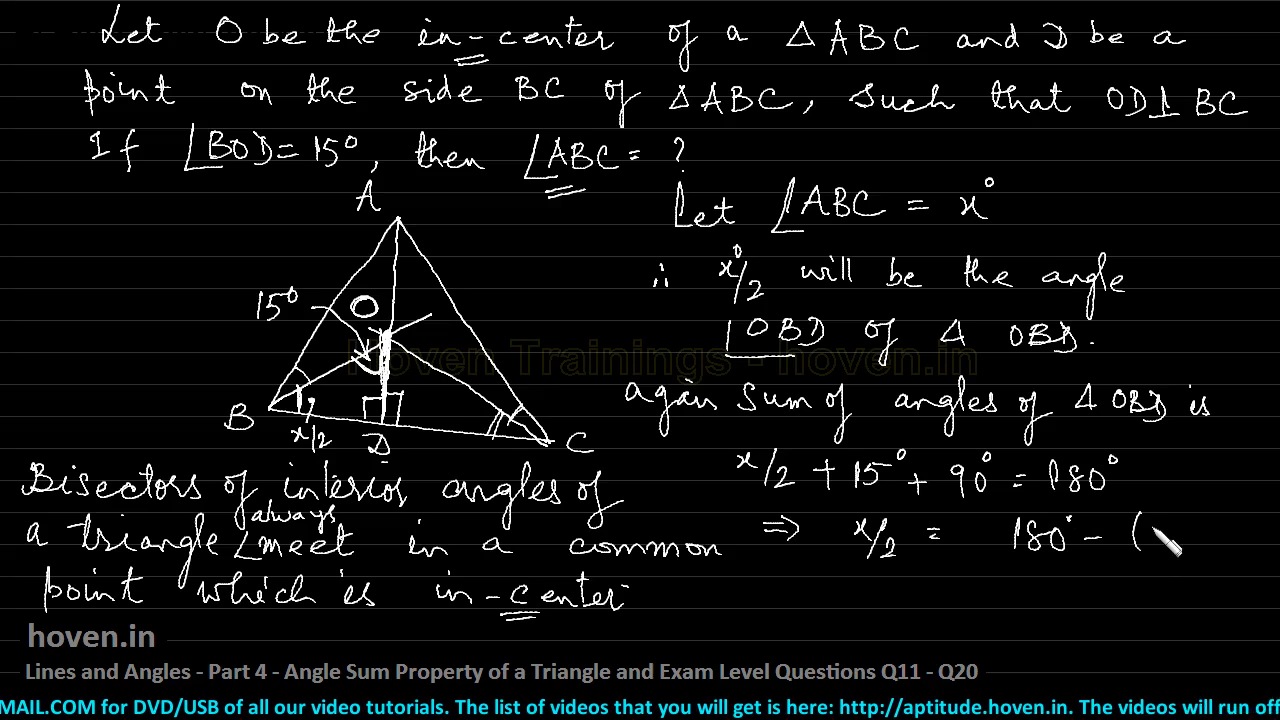 Let O be the in-center of a △ABC and D be a
point on the side BC of △ABC, such that OD⊥BC
If ∠BOD=15°, then ∠ABC = ?
A
Let ∠ABC = x°
∴ x°/2 will be the angle
∠OBD of △ OBD.
15°
O
Hoven Trainings - hoven.in
again sum of angles of △OBD is
B
x/2
D
C
x/2 + 15° + 90° = 180°
⇒ x/2 = 180° - (
Bisectors of interior angles of
always
a triangle ∠meet in a common
point which is in-center
hoven.in
Lines and Angles - Part 4 - Angle Sum Property of a Triangle and Exam Level Questions Q11 - Q20
MAIL.COM for DVD/USB of all our video tutorials. The list of videos that you will get is here: http://aptitude.hoven.in. The videos will run off